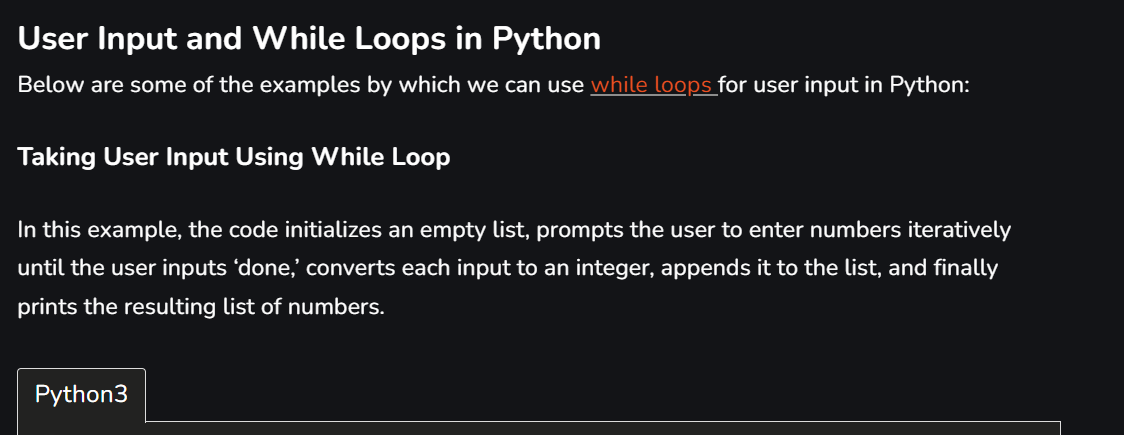 User Input and While Loops in Python
Below are some of the examples by which we can use while loops for user input in Python:
Taking User Input Using While Loop
In this example, the code initializes an empty list, prompts the user to enter numbers iteratively
until the user inputs ‘done,’ converts each input to an integer, appends it to the list, and finally
prints the resulting list of numbers.
Python3